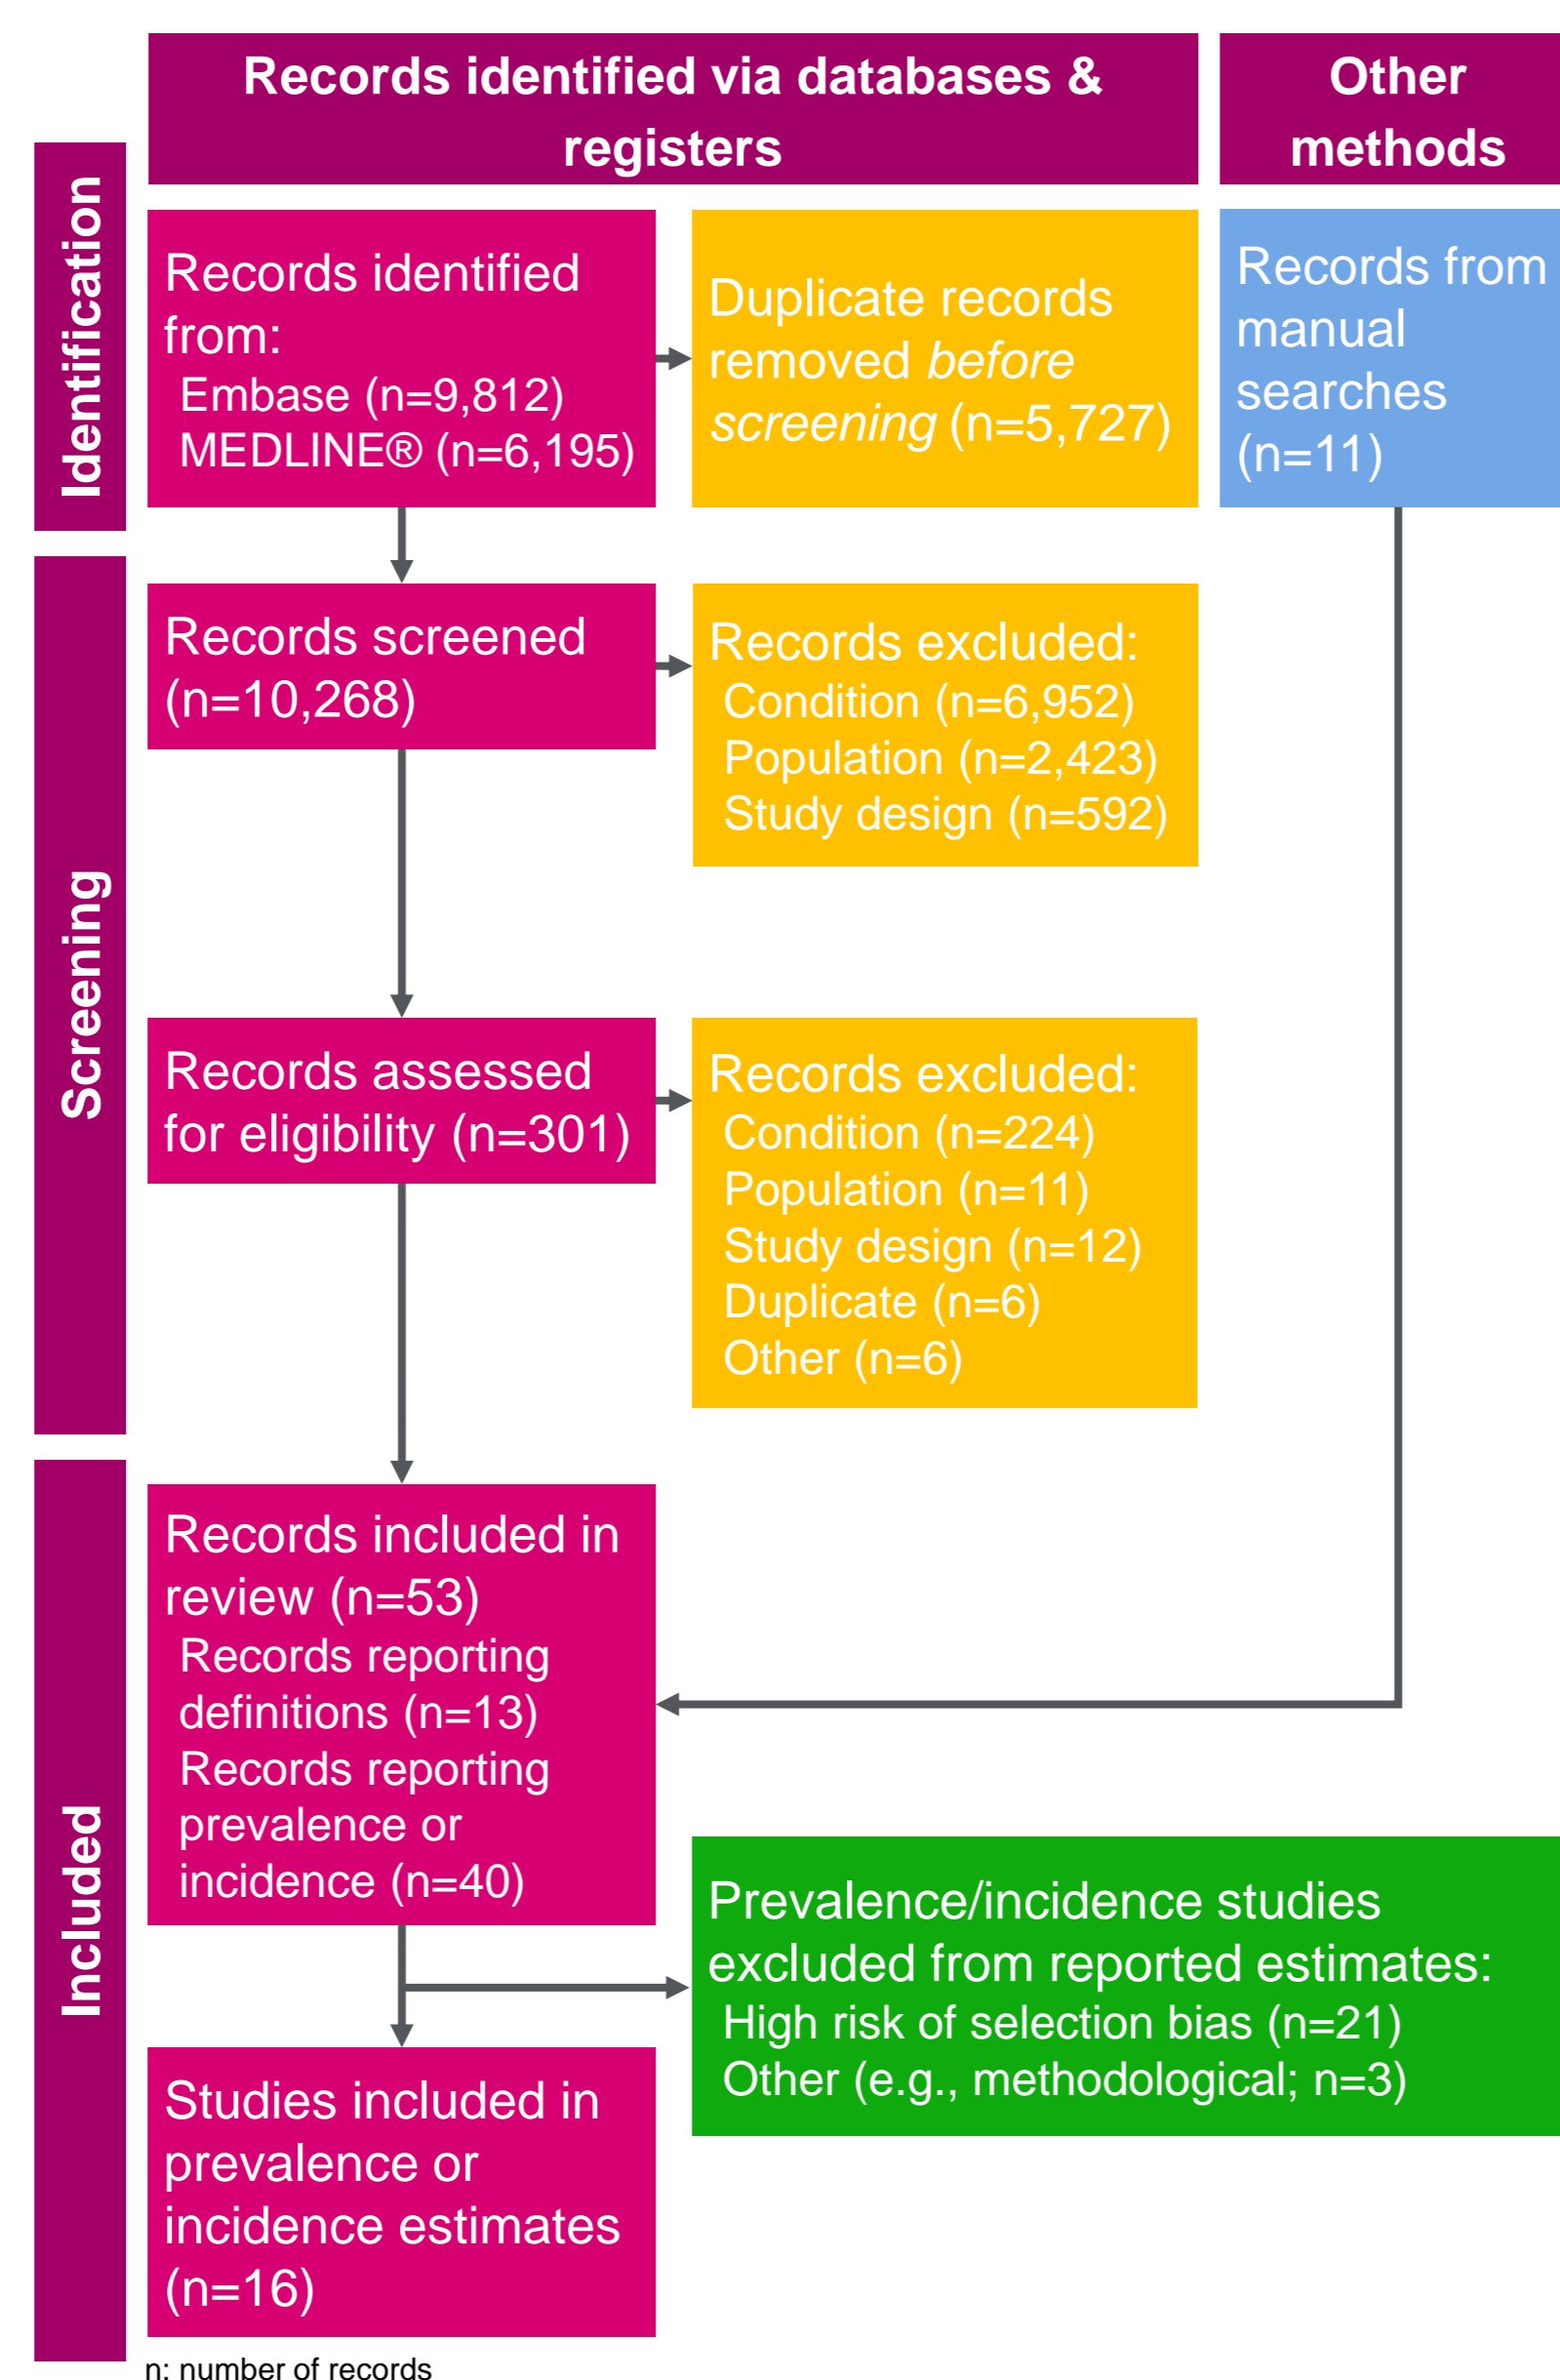 Records identified via databases &
registers
Other
methods
Identification
Records identified
from:
Embase (n=9,812)
MEDLINE® (n=6,195)
Duplicate records
removed before
screening (n=5,727)
Records from
manual
searches
(n=11)
Screening
Records screened
(n=10,268)
Records excluded:
Condition (n=6,952)
Population (n=2,423)
Study design (n=592)
Records assessed
for eligibility (n=301)
Records excluded:
Condition (n=224)
Population (n=11)
Study design (n=12)
Duplicate (n=6)
Other (n=6)
Included
Records included in
review (n=53)
Records reporting
definitions (n=13)
Records reporting
prevalence or
incidence (n=40)
Prevalence/incidence studies
excluded from reported estimates:
High risk of selection bias (n=21)
Other (e.g., methodological; n=3)
Studies included in
prevalence or
incidence estimates
(n=16)
n: number of records